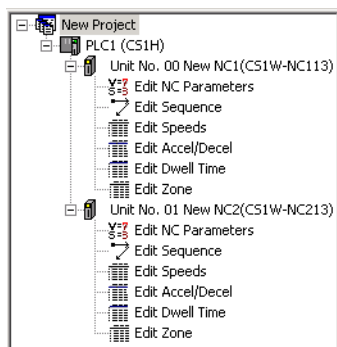 New Project
PLC1 (CS1H)
Unit No. 00 New NC1(CS1W-NC113)
Edit NC Parameters
Edit Sequence
Edit Speeds
Edit Accel/Decel
Edit Dwell Time
Edit Zone
Unit No. 01 New NC2(CS1W-NC213)
Edit NC Parameters
Edit Sequence
Edit Speeds
Edit Accel/Decel
Edit Dwell Time
Edit Zone